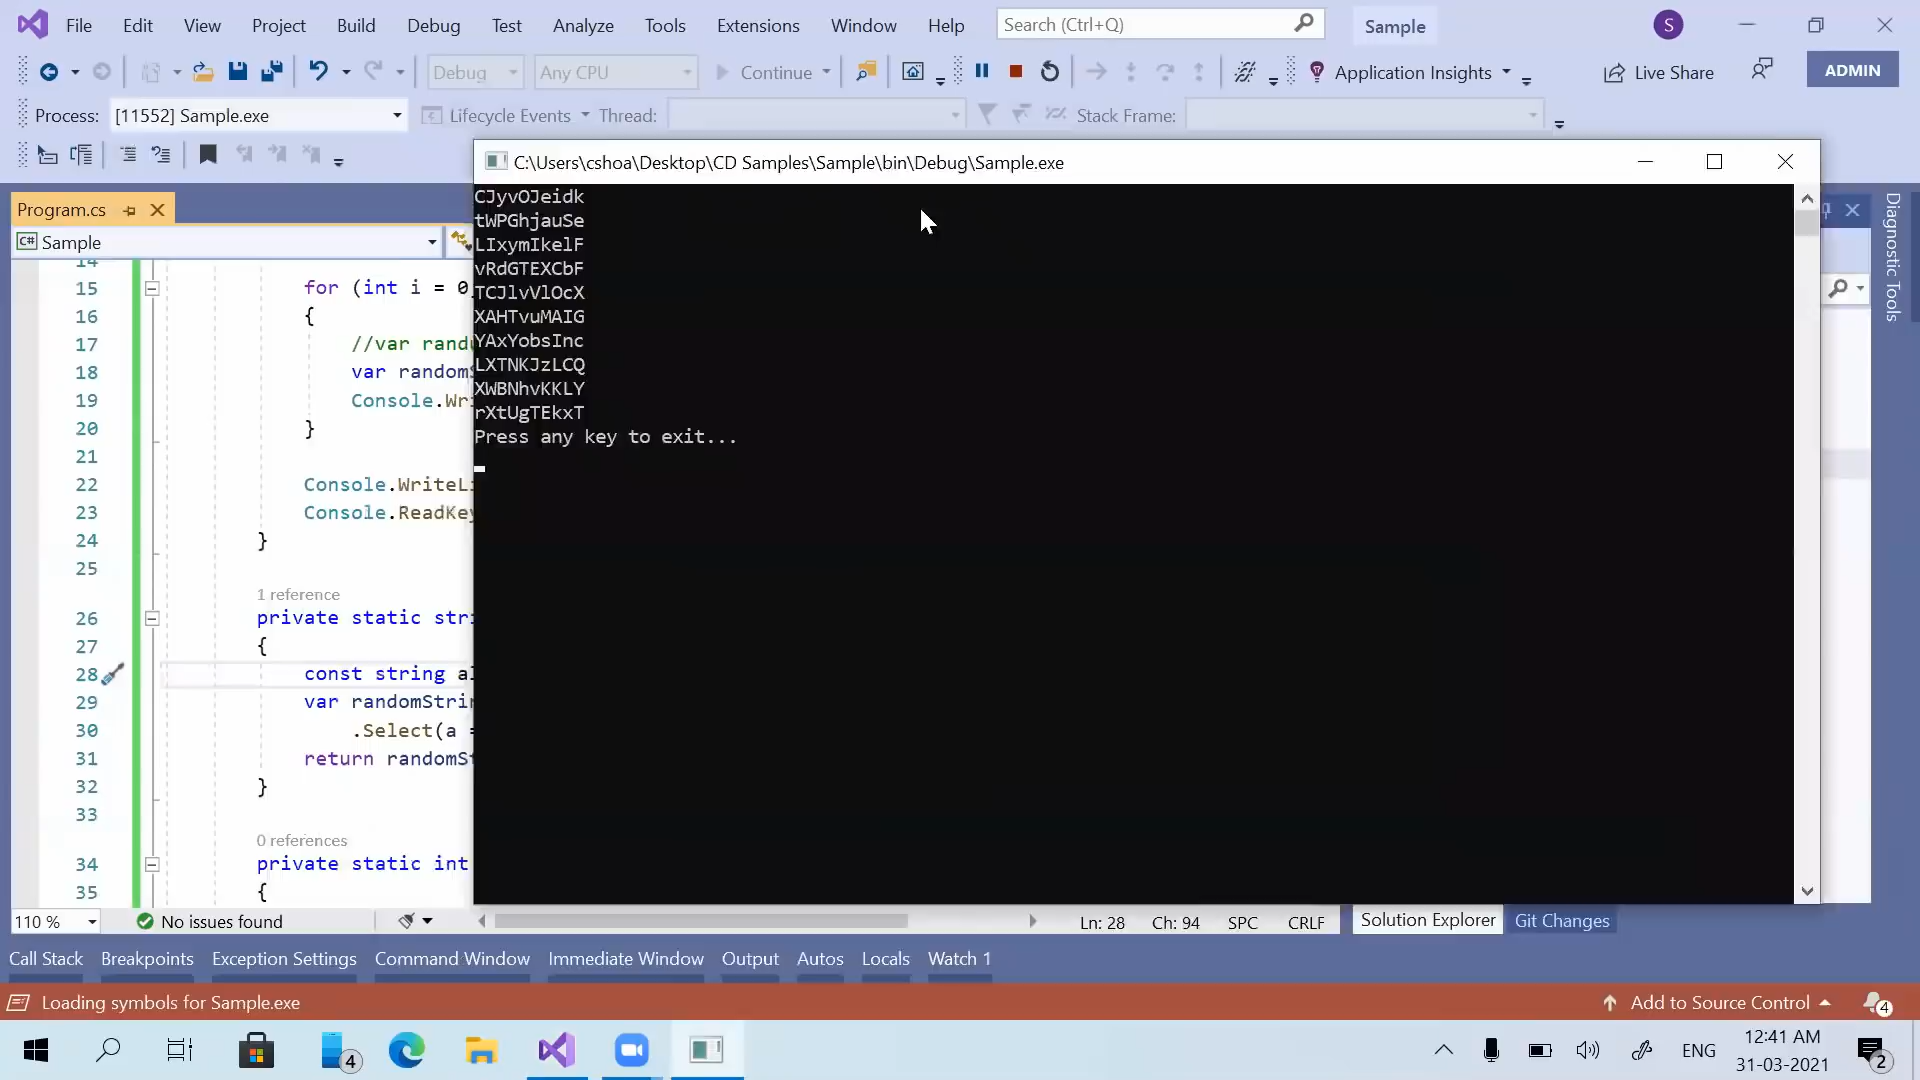 File Edit View Project Build Debug Test Analyze Tools Extensions Window Help Search (Ctrl+Q) Sample S
Debug Any CPU Continue Application Insights Live Share ADMIN
Process: [11552] Sample.exe Lifecycle Events Thread: Stack Frame:
C:\Users\cshoa\Desktop\CD Samples\Sample\bin\Debug\Sample.exe
Program.cs
C# Sample
CJyvOJeidk
tWPGhjauSe
LIxymIkelF
vRdGTEXCbF
TCJlvVlOcX
XAHTvuMAIG
YAxYobsInc
LXTNKJzLCQ
XWBNhvKKLY
rXtUgTEkxT
Press any key to exit...
Diagnostic Tools
14
15 for (int i = 0
16 {
17 //var rand
18 var random
19 Console.Wr
20 }
21
22 Console.WriteL
23 Console.ReadKey
24 }
25
1 reference
26 private static stri
27 {
28 const string al
29 var randomStri
30 .Select(a =
31 return randomSt
32 }
33
0 references
34 private static int
35 {
110 % No issues found Ln: 28 Ch: 94 SPC CRLF Solution Explorer Git Changes
Call Stack Breakpoints Exception Settings Command Window Immediate Window Output Autos Locals Watch 1
Loading symbols for Sample.exe Add to Source Control 4
4 ENG 12:41 AM 2
31-03-2021